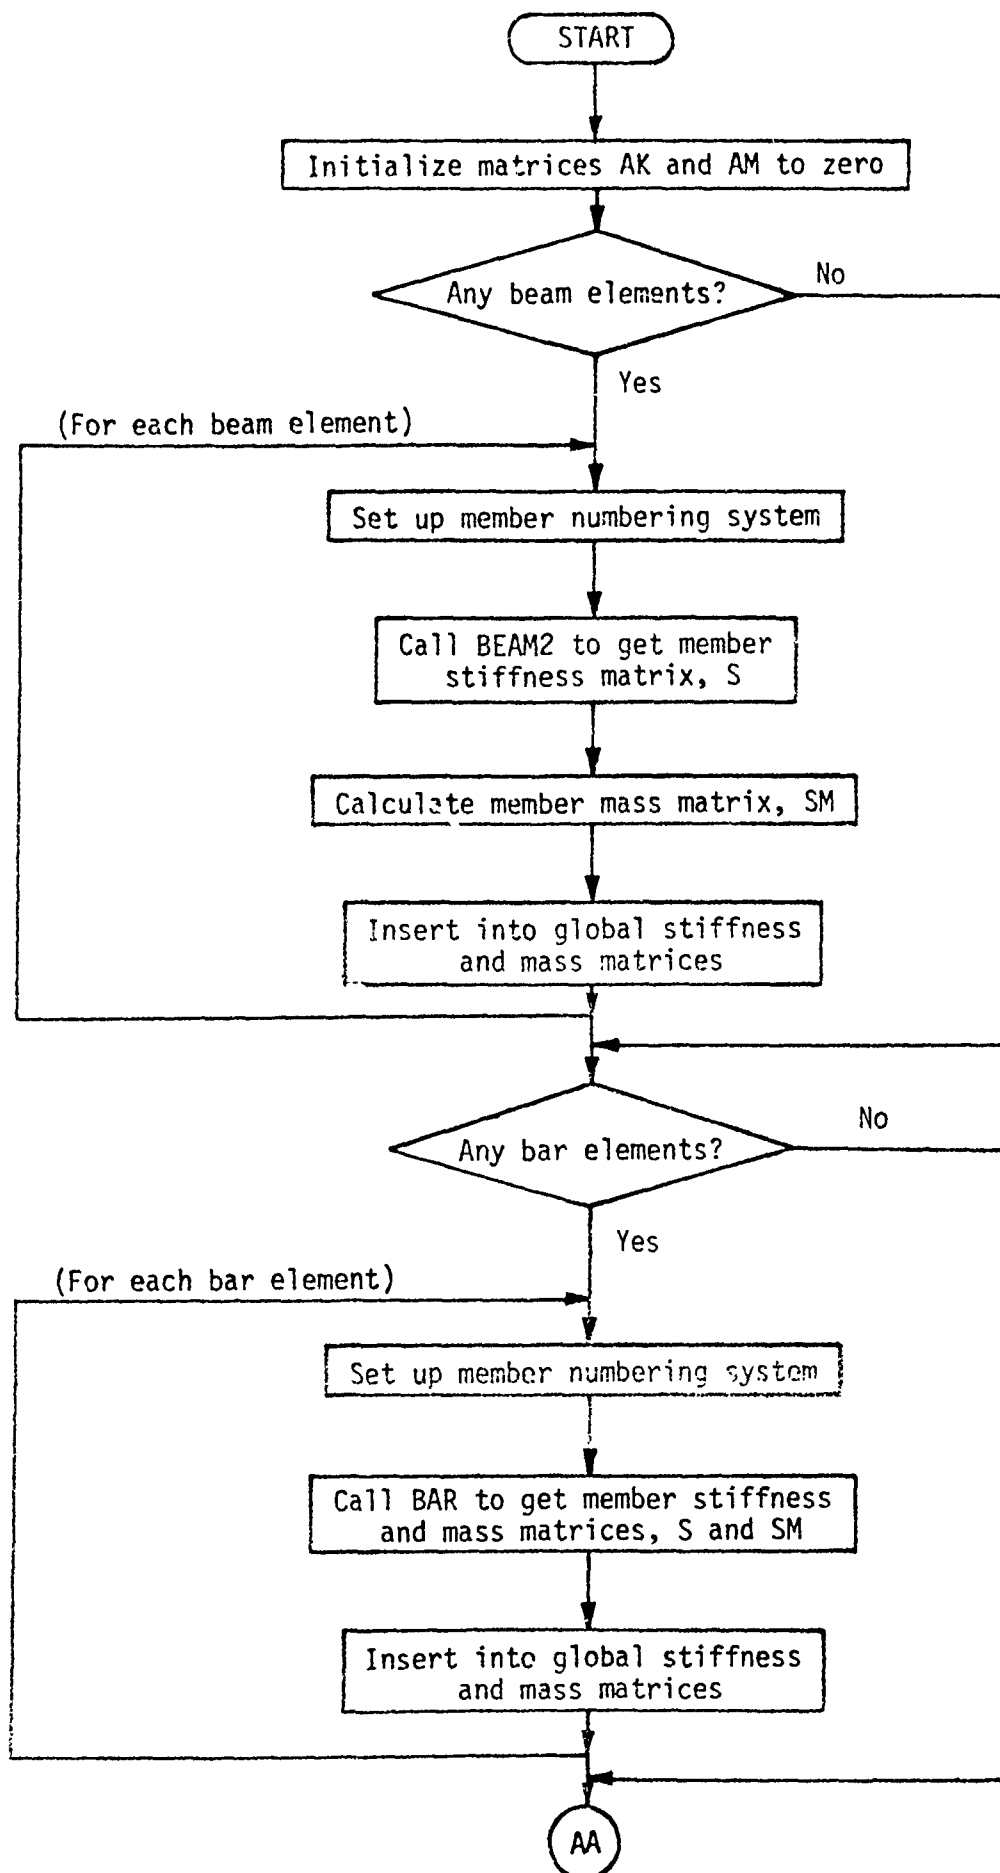 START
Initialize matrices AK and AM to zero
Any beam elements?
No
Yes
(For each beam element)
Set up member numbering system
Call BEAM2 to get member
stiffness matrix, S
Calculate member mass matrix, SM
Insert into global stiffness
and mass matrices
Any bar elements?
No
Yes
(For each bar element)
Set up member numbering system
Call BAR to get member stiffness
and mass matrices, S and SM
Insert into global stiffness
and mass matrices
AA